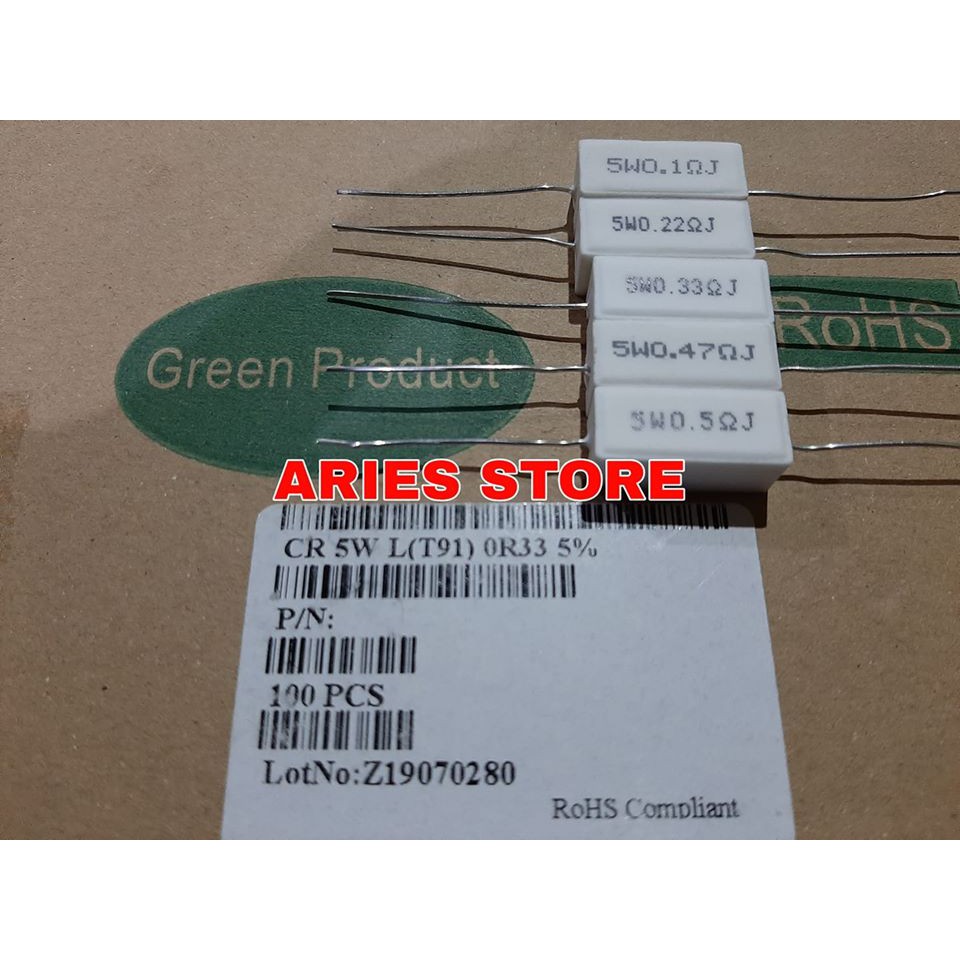 5W0.1ΩJ
5W0.22ΩJ
5W0.33ΩJ
5W0.47ΩJ
5W0.5ΩJ
Green Product
RoHS
ARIES STORE
CR 5W L(T91) 0R33 5%
P/N:
100 PCS
LotNo:Z19070280
RoHS Compliant